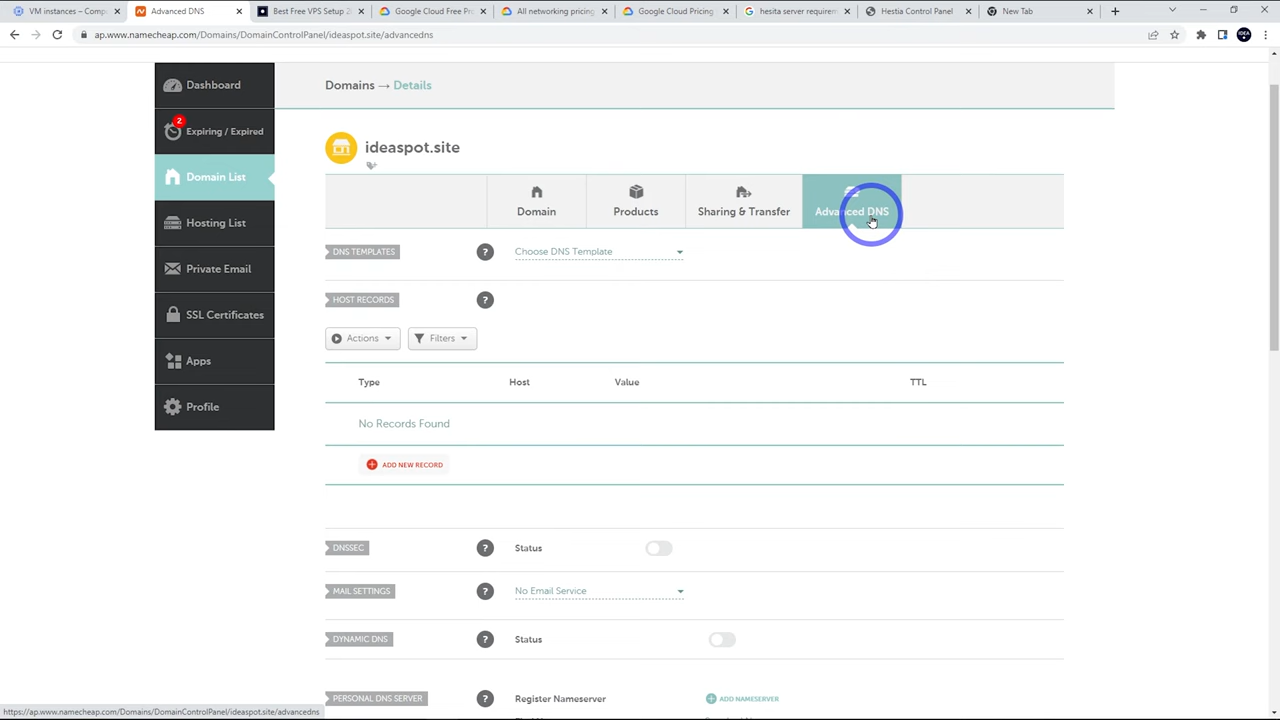 VM instances – Comp
Advanced DNS
Best Free VPS Setup 2
Google Cloud Free Pro
All networking pricing
Google Cloud Pricing
hesita server require
Hestia Control Panel
New Tab
ap.www.namecheap.com/Domains/DomainControlPanel/ideaspot.site/advancedns
IDEA
Dashboard
2
Expiring / Expired
Domain List
Hosting List
Private Email
SSL Certificates
Apps
Profile
Domains → Details
ideaspot.site
Domain
Products
Sharing & Transfer
Advanced DNS
DNS TEMPLATES
?
Choose DNS Template
HOST RECORDS
?
Actions
Filters
Type Host Value TTL
No Records Found
ADD NEW RECORD
DNSSEC
?
Status
MAIL SETTINGS
?
No Email Service
DYNAMIC DNS
?
Status
PERSONAL DNS SERVER
?
Register Nameserver
ADD NAMESERVER
https://ap.www.namecheap.com/Domains/DomainControlPanel/ideaspot.site/advancedns